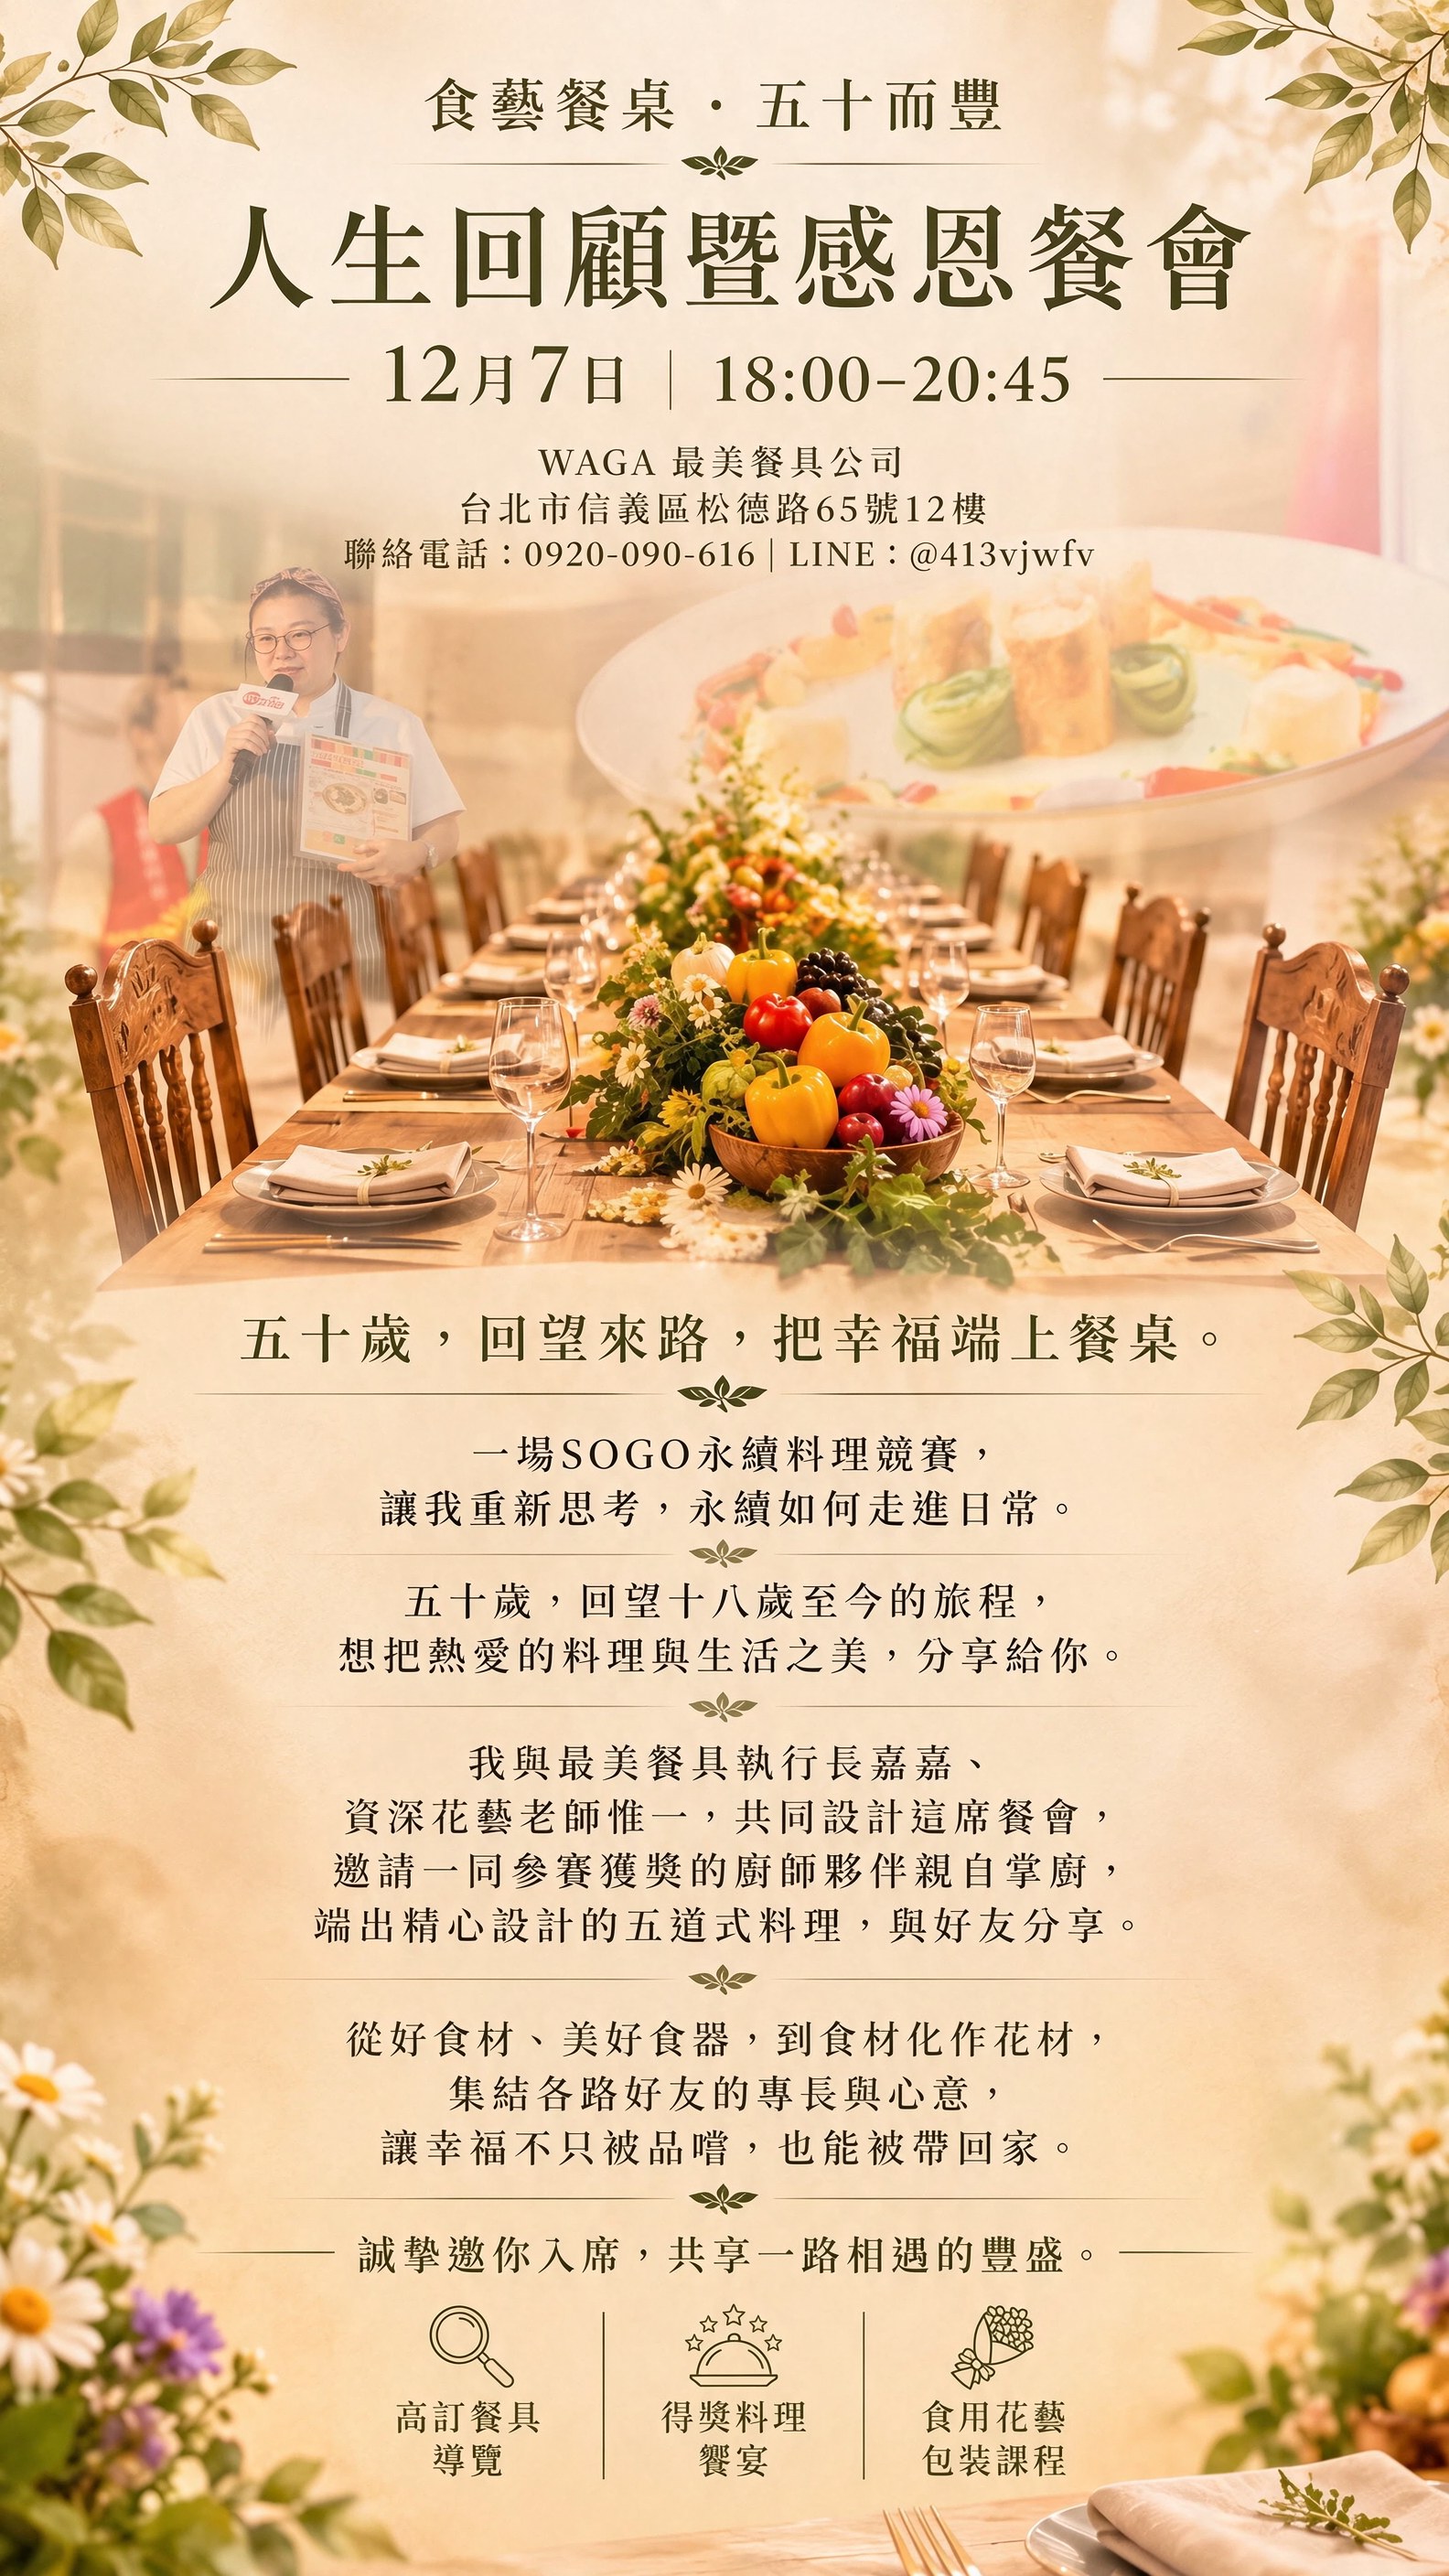 食藝餐桌・五十而豐
人生回顧暨感恩餐會
12月7日｜18:00–20:45
WAGA 最美餐具公司
台北市信義區松德路65號12樓
聯絡電話：0920-090-616｜LINE：@413vjwfv
五十歲，回望來路，把幸福端上餐桌。
一場SOGO永續料理競賽，
讓我重新思考，永續如何走進日常。
五十歲，回望十八歲至今的旅程，
想把熱愛的料理與生活之美，分享給你。
我與最美餐具執行長嘉嘉、
資深花藝老師惟一，共同設計這席餐會，
邀請一同參賽獲獎的廚師夥伴親自掌廚，
端出精心設計的五道式料理，與好友分享。
從好食材、美好食器，到食材化作花材，
集結各路好友的專長與心意，
讓幸福不只被品嚐，也能被帶回家。
誠摯邀你入席，共享一路相遇的豐盛。
高訂餐具
導覽
得獎料理
饗宴
食用花藝
包装課程